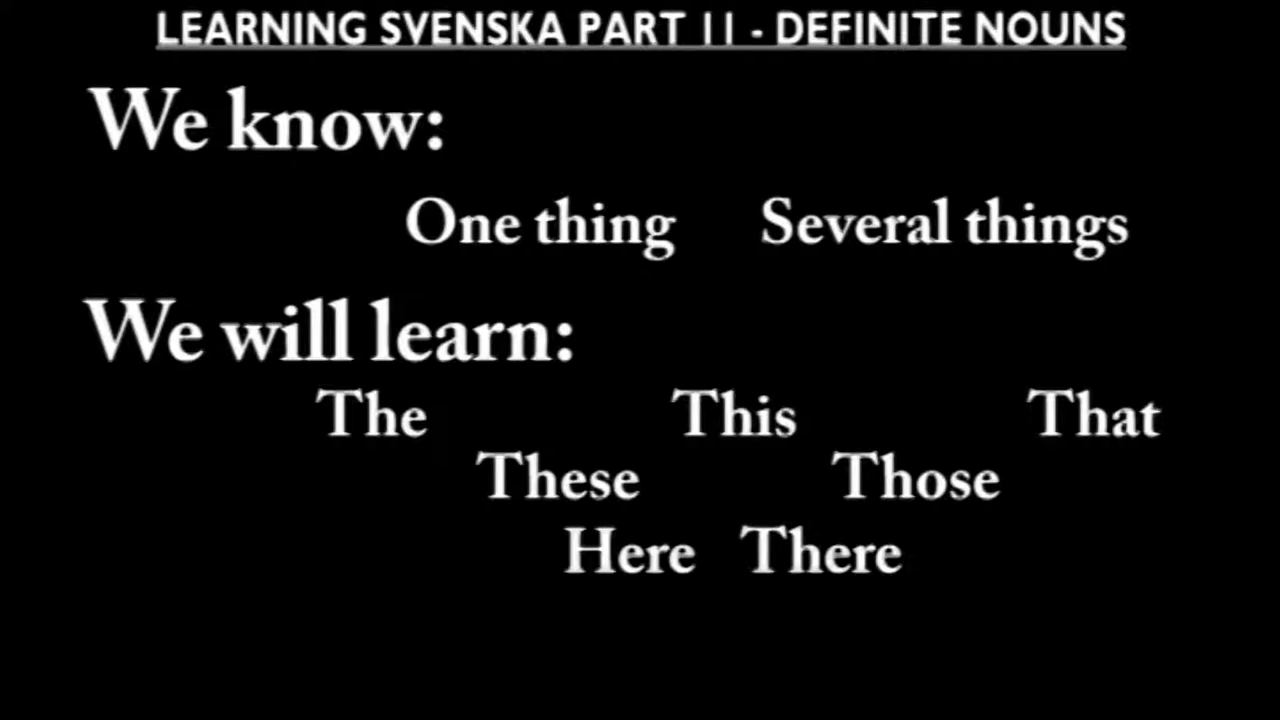 LEARNING SVENSKA PART 11 - DEFINITE NOUNS
We know:
One thing Several things
We will learn:
The This That
These Those
Here There